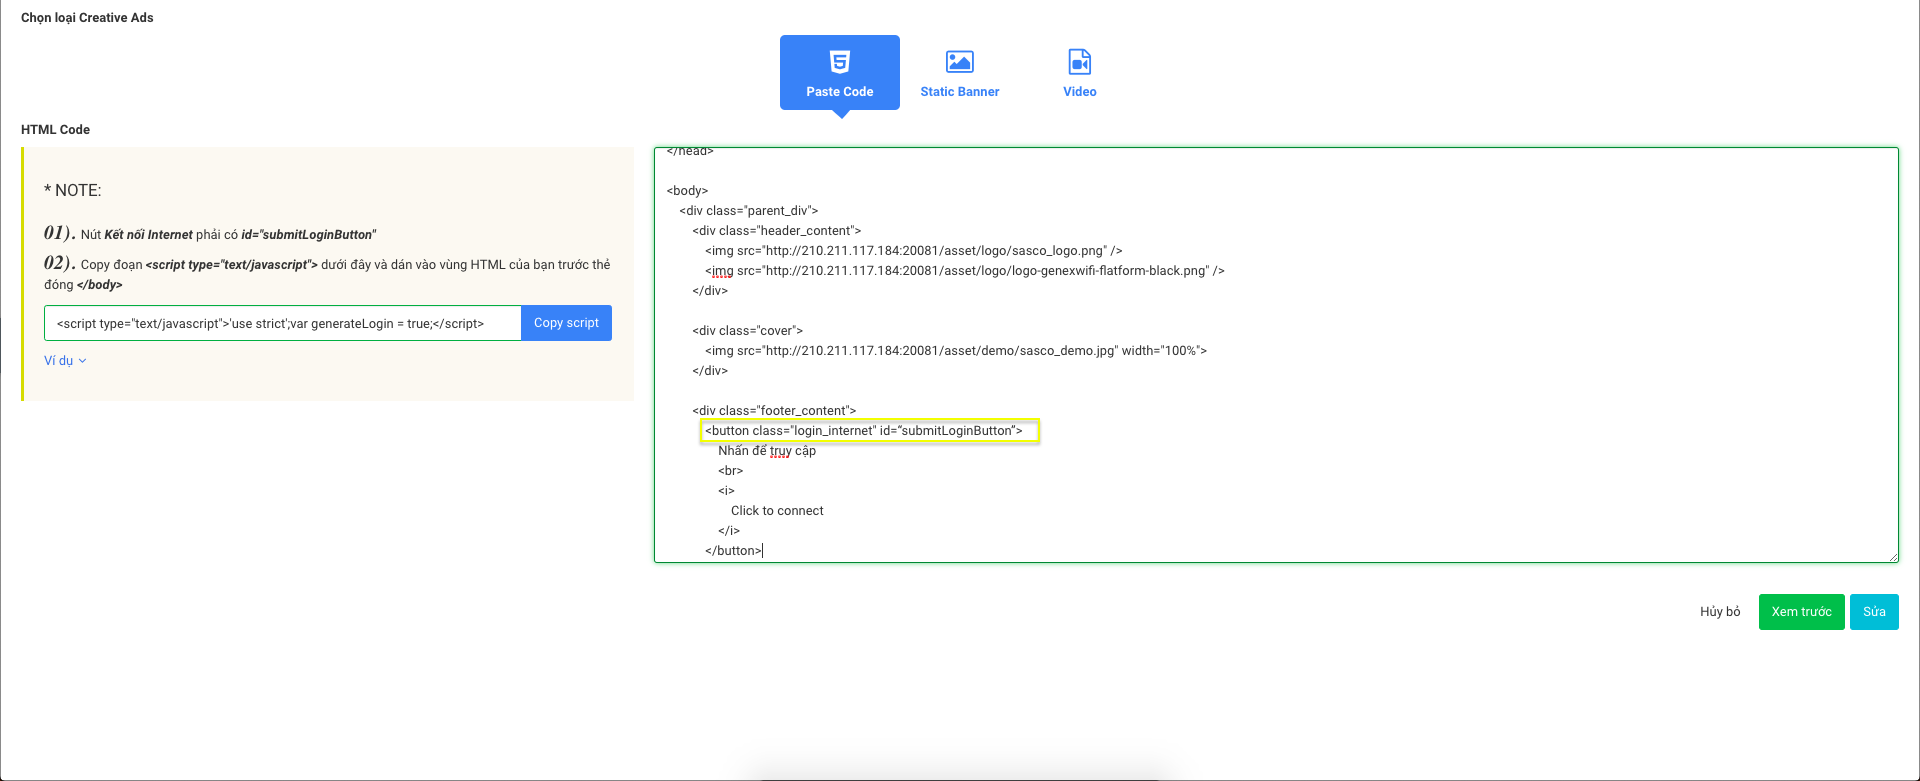 Chọn loại Creative Ads
Paste Code
Static Banner
Video
HTML Code
* NOTE:
01). Nút Kết nối Internet phải có id="submitLoginButton"
02). Copy đoạn <script type="text/javascript"> dưới đây và dán vào vùng HTML của bạn trước thẻ
đóng </body>
<script type="text/javascript">'use strict';var generateLogin = true;</script>
Copy script
Ví dụ
</head>
<body>
<div class="parent_div">
<div class="header_content">
<img src="http://210.211.117.184:20081/asset/logo/sasco_logo.png" />
<img src="http://210.211.117.184:20081/asset/logo/logo-genexwifi-flatform-black.png" />
</div>
<div class="cover">
<img src="http://210.211.117.184:20081/asset/demo/sasco_demo.jpg" width="100%">
</div>
<div class="footer_content">
<button class="login_internet" id=“submitLoginButton”>
Nhấn để truy cập
<br>
<i>
Click to connect
</i>
</button>
Hủy bỏ
Xem trước
Sửa